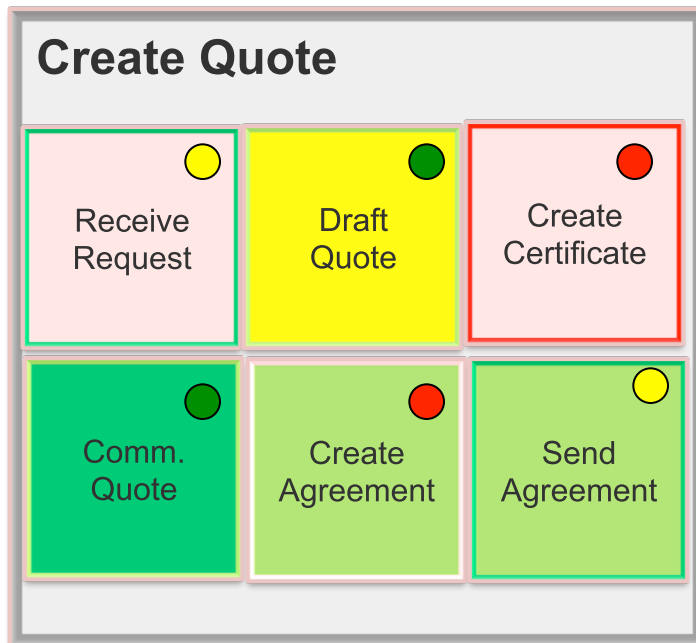 Create Quote
Receive
Request
Draft
Quote
Create
Certificate
Comm.
Quote
Create
Agreement
Send
Agreement